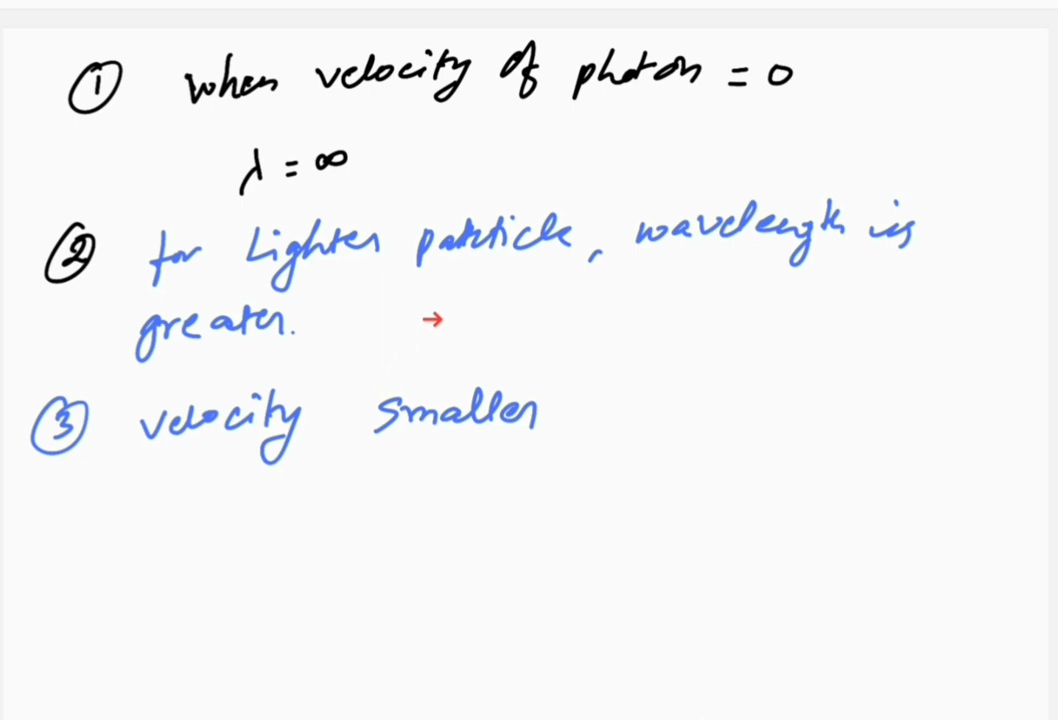 ① when velocity of photon = 0
λ = ∞
② for Lighter particle, wavelength is
greater. →
③ velocity smaller